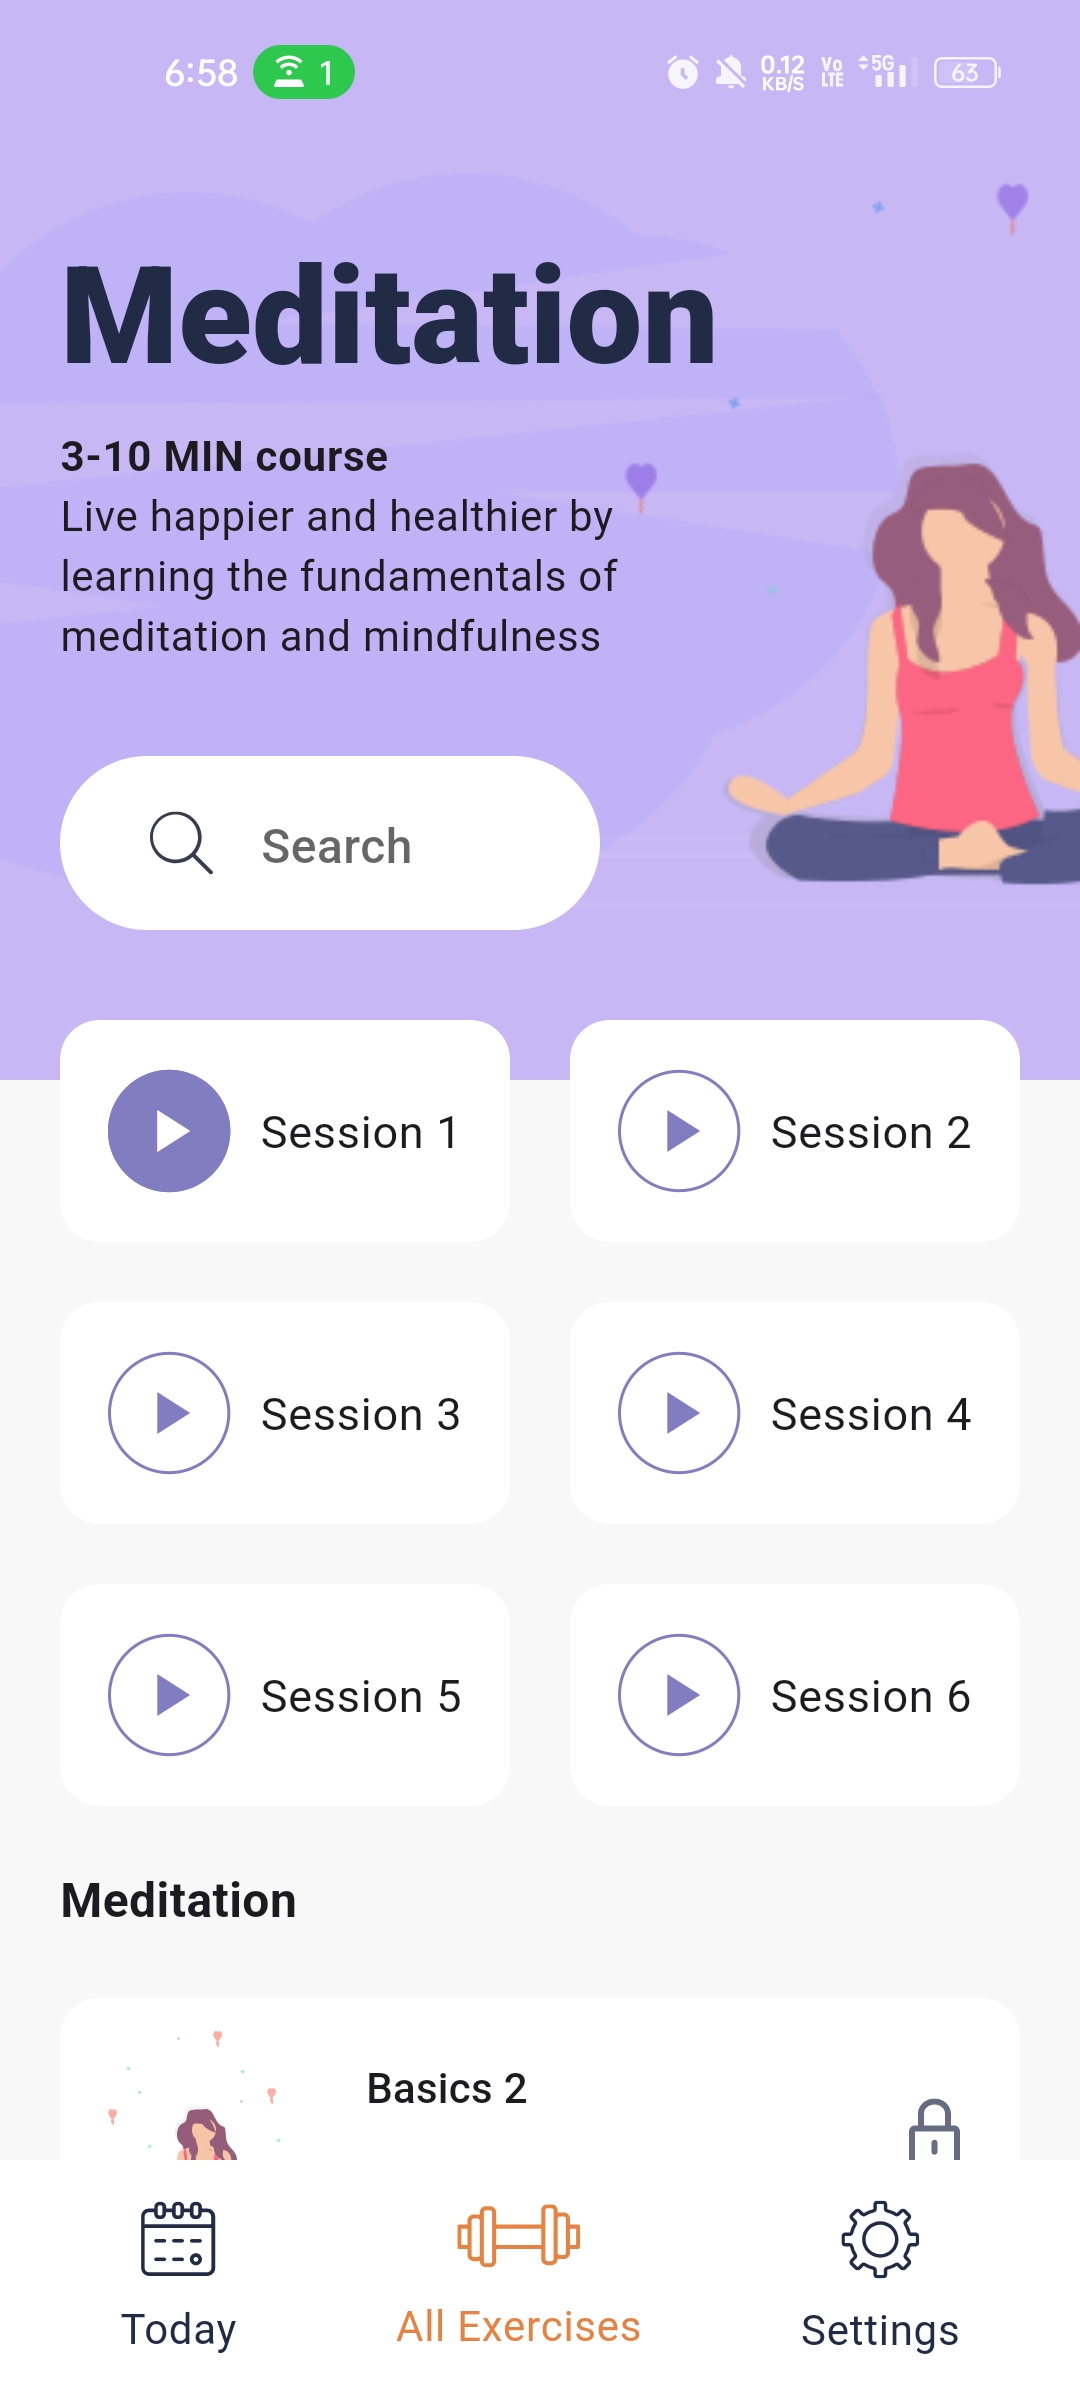 6:58 1 0.12 KB/S Vo LTE 5G 63
Meditation
3-10 MIN course
Live happier and healthier by
learning the fundamentals of
meditation and mindfulness
Search
Session 1
Session 2
Session 3
Session 4
Session 5
Session 6
Meditation
Basics 2
Today
All Exercises
Settings